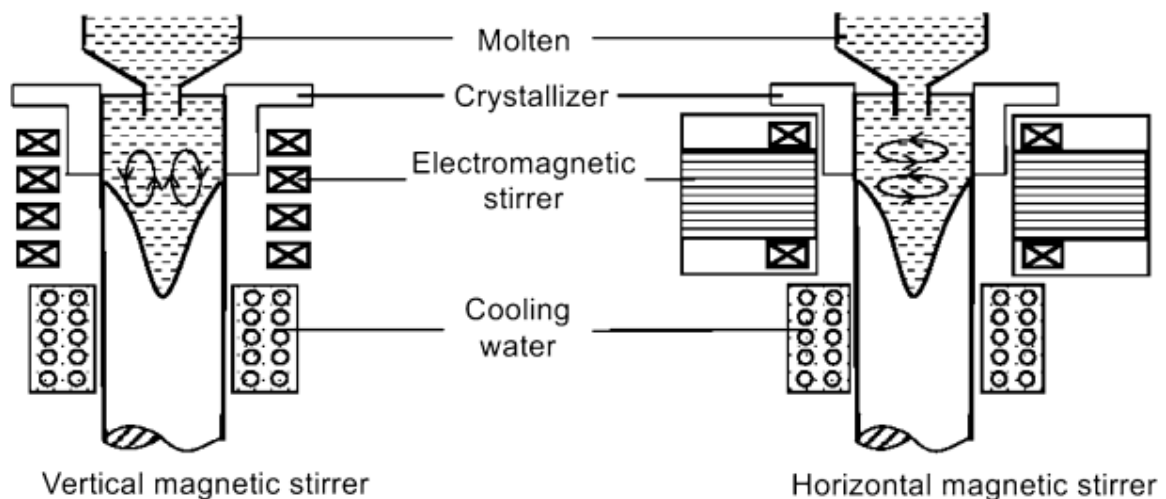 Molten
Crystallizer
Electromagnetic
stirrer
Cooling
water
Vertical magnetic stirrer
Horizontal magnetic stirrer